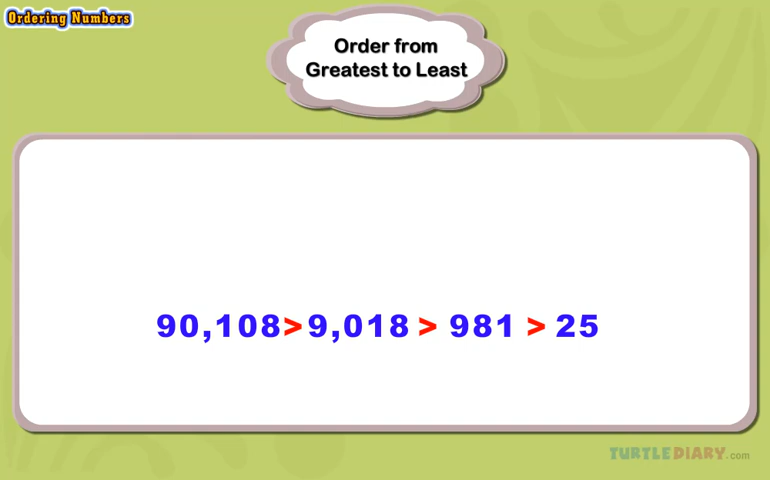 Ordering Numbers
Order from
Greatest to Least
90,108>9,018 > 981 > 25
TURTLEDIARY.com